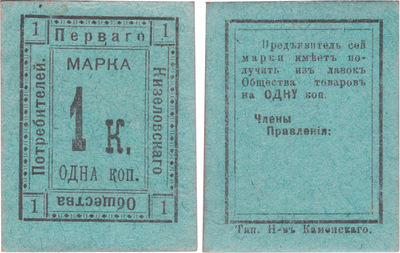 1 Перваго 1
Кизеловскаго
Общества
Потребителей.
1 1
МАРКА
1 К.
ОДНА КОП.
Предъявитель сей
марки имѣетъ по-
лучить изъ лавокъ
Общества товаровъ
на ОДНУ коп.
Члены
Правленія:
Тип. Н-въ Каменскаго.